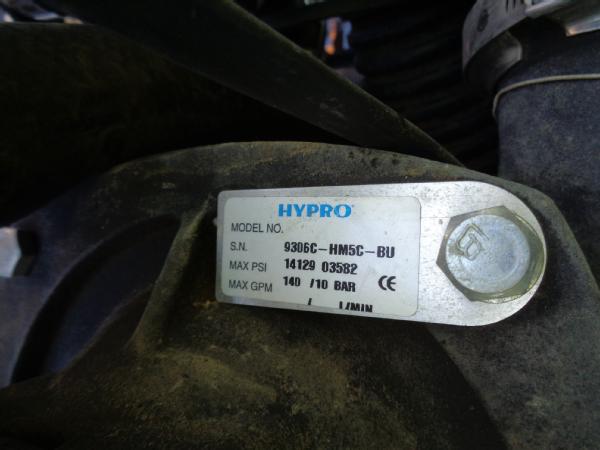 HYPRO
MODEL NO.
S.N. 9306C-HM5C-BU
MAX PSI 14129 03582
MAX GPM 140 /10 BAR CE
/ L/MIN